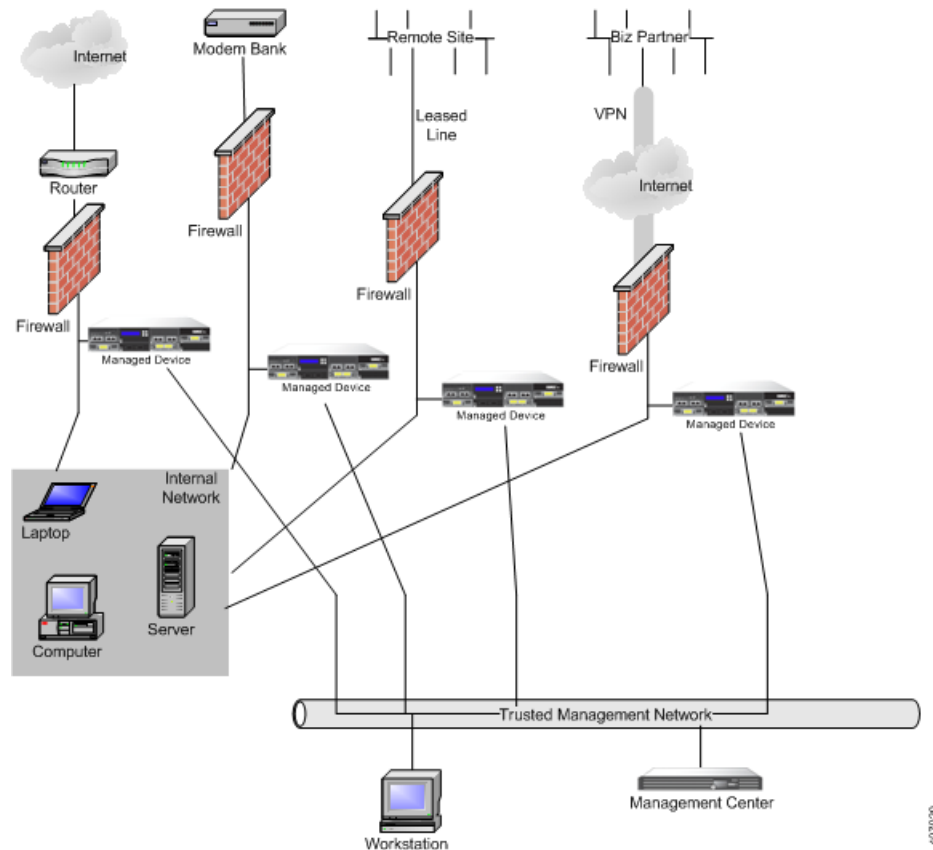 Internet
Modem Bank
Remote Site
Biz Partner
Leased
Line
VPN
Router
Internet
Firewall
Firewall
Firewall
Firewall
Managed Device
Managed Device
Managed Device
Managed Device
Internal
Network
Laptop
Server
Computer
Trusted Management Network
Management Center
Workstation